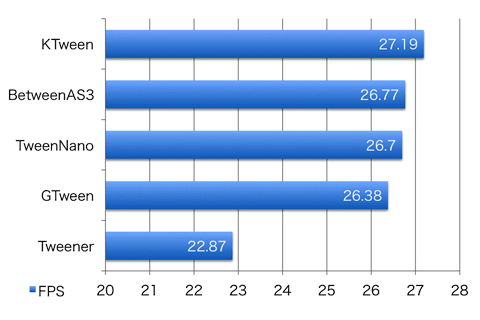 KTween 27.19
BetweenAS3 26.77
TweenNano 26.7
GTween 26.38
Tweener 22.87
FPS 20 21 22 23 24 25 26 27 28